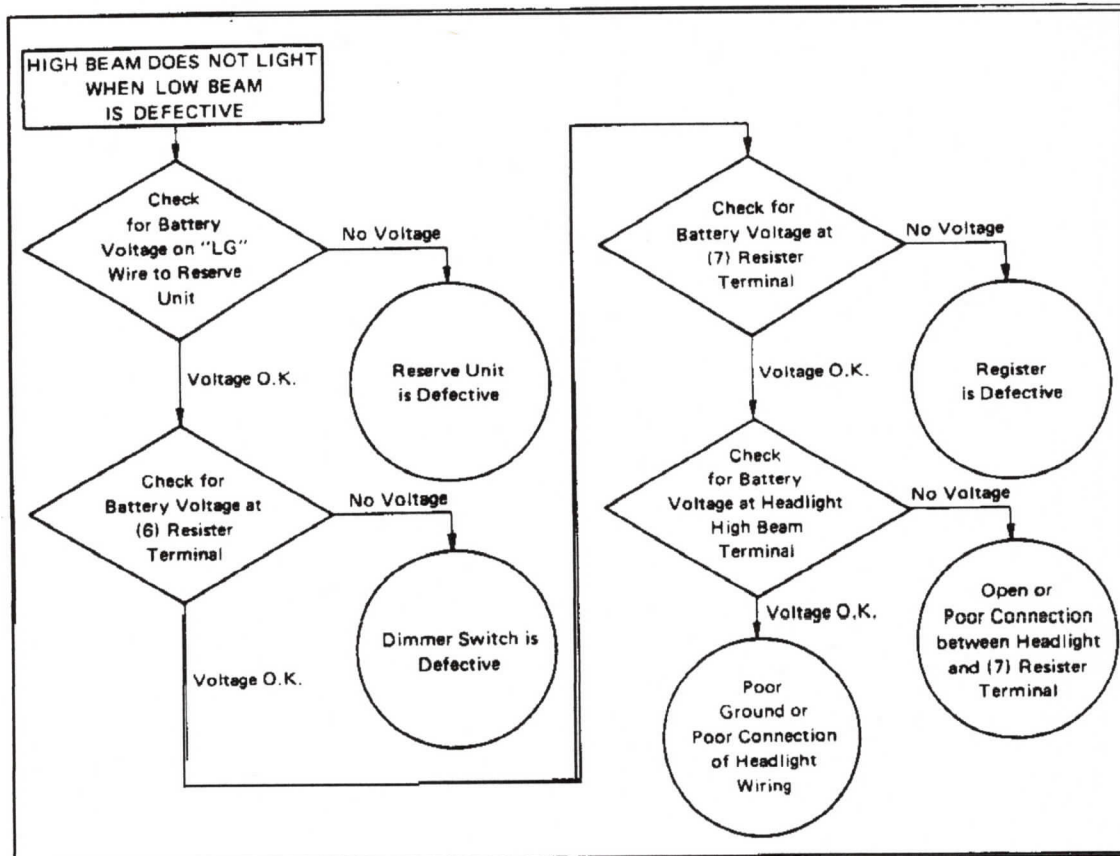 HIGH BEAM DOES NOT LIGHT
WHEN LOW BEAM
IS DEFECTIVE
Check
for Battery
Voltage on "LG"
Wire to Reserve
Unit
No Voltage
Reserve Unit
is Defective
Voltage O.K.
Check for
Battery Voltage at
(6) Resister
Terminal
No Voltage
Dimmer Switch is
Defective
Voltage O.K.
Check for
Battery Voltage at
(7) Resister
Terminal
No Voltage
Register
is Defective
Voltage O.K.
Check
for Battery
Voltage at Headlight
High Beam
Terminal
No Voltage
Open or
Poor Connection
between Headlight
and (7) Resister
Terminal
Voltage O.K.
Poor
Ground or
Poor Connection
of Headlight
Wiring